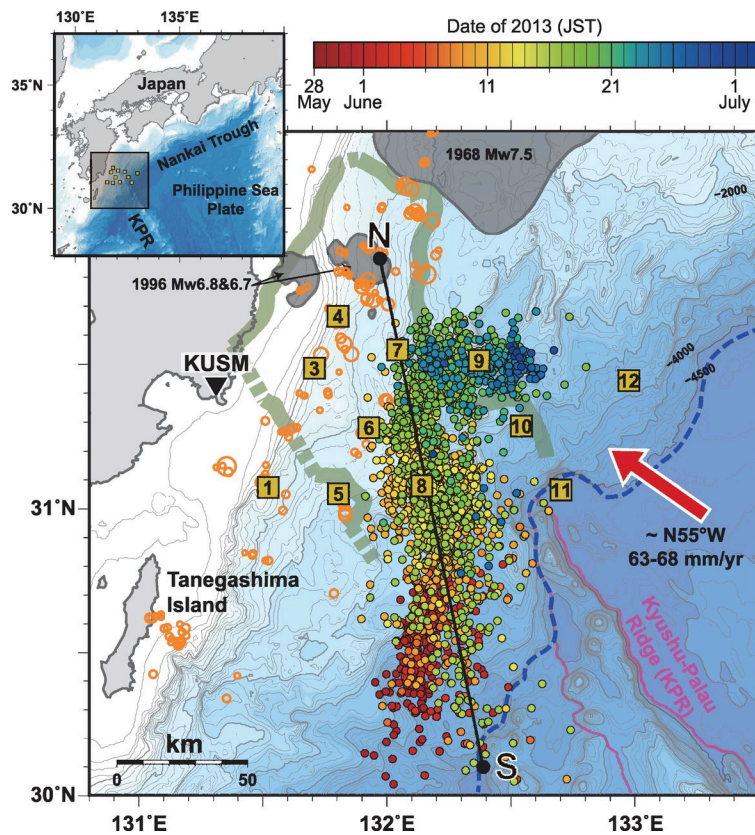 130°E 135°E
Date of 2013 (JST)
28 1 11 21 1
May June July
35°N
Japan
Nankai Trough
Philippine Sea
Plate
30°N
KPR
1968 Mw7.5
−2000
N
1996 Mw6.8&6.7
4
7
9
−4000
−4500
KUSM
3
12
6
10
1
5
8
11
31°N
~ N55°W
63-68 mm/yr
Tanegashima
Island
Kyushu-Palau
Ridge (KPR)
km
0 50
S
30°N
131°E 132°E 133°E